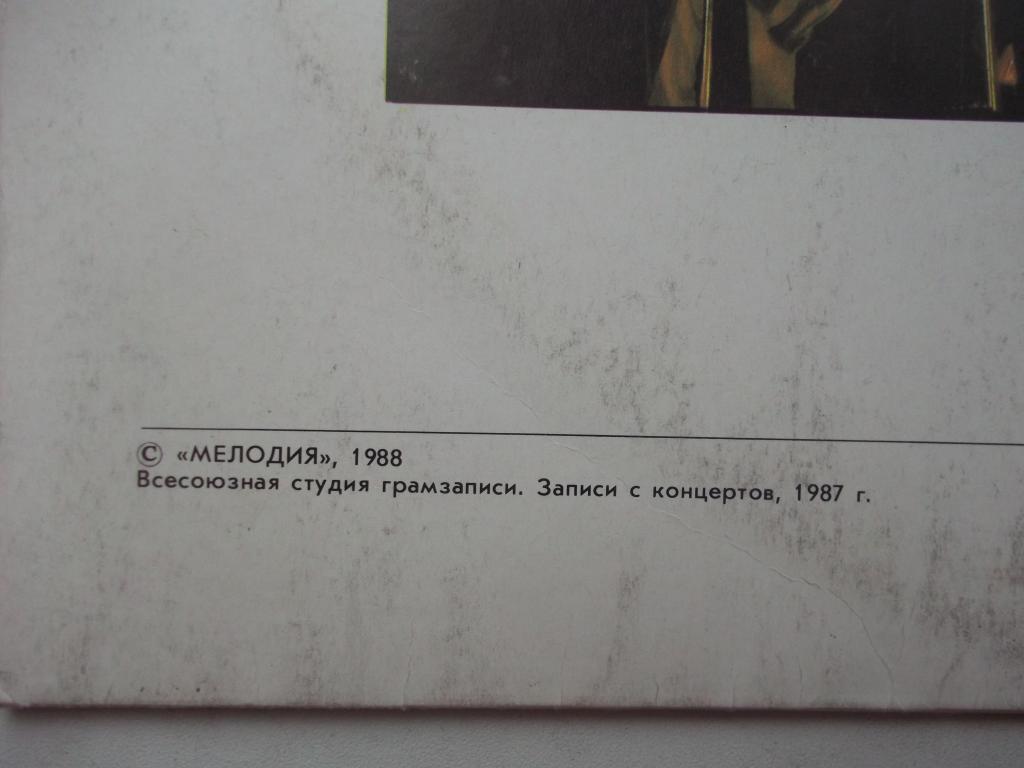 © «МЕЛОДИЯ», 1988
Всесоюзная студия грамзаписи. Записи с концертов, 1987 г.